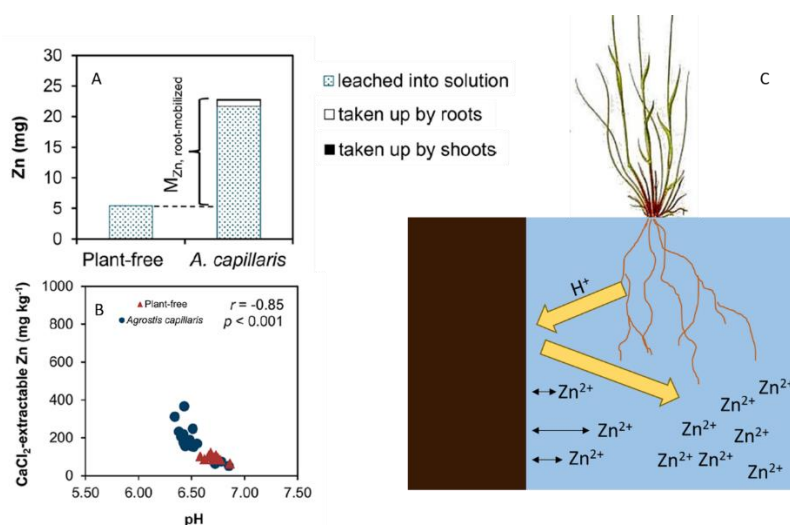 A
30
25
20
15
10
5
0
Zn (mg)
M Zn, root-mobilized
Plant-free
A. capillaris
leached into solution
taken up by roots
taken up by shoots
B
1000
800
600
400
200
0
CaCl₂-extractable Zn (mg kg⁻¹)
Plant-free
Agrostis capillaris
r = -0.85
p < 0.001
5.50 6.00 6.50 7.00 7.50
pH
C
H⁺
Zn²⁺
Zn²⁺
Zn²⁺
Zn²⁺
Zn²⁺
Zn²⁺
Zn²⁺
Zn²⁺
Zn²⁺ Zn²⁺
Zn²⁺